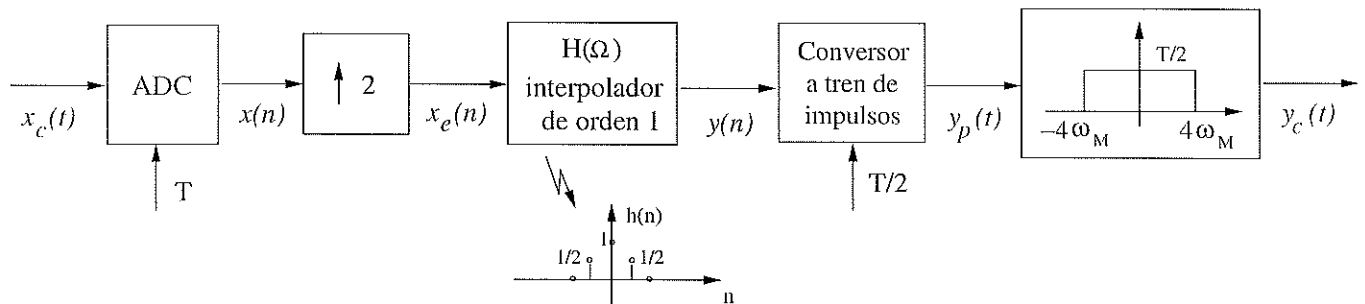 x_c(t)
ADC
T
x(n)
↑ 2
x_e(n)
H(Ω)
interpolador
de orden 1
y(n)
Conversor
a tren de
impulsos
T/2
y_p(t)
T/2
−4ω_M
4ω_M
y_c(t)
h(n)
1
1/2
1/2
n